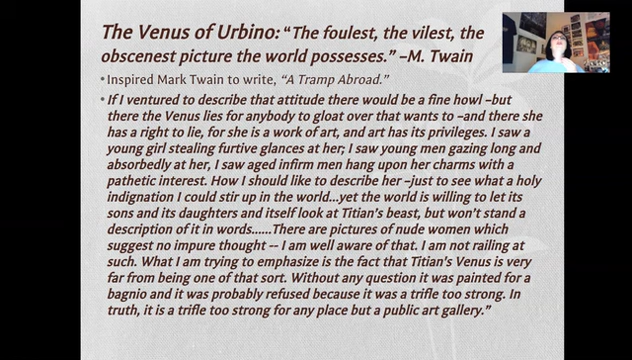 The Venus of Urbino: “The foulest, the vilest, the
obscenest picture the world possesses.” –M. Twain
•Inspired Mark Twain to write, “A Tramp Abroad.”
•If I ventured to describe that attitude there would be a fine howl –but
there the Venus lies for anybody to gloat over that wants to –and there she
has a right to lie, for she is a work of art, and art has its privileges. I saw a
young girl stealing furtive glances at her; I saw young men gazing long and
absorbedly at her, I saw aged infirm men hang upon her charms with a
pathetic interest. How I should like to describe her –just to see what a holy
indignation I could stir up in the world...yet the world is willing to let its
sons and its daughters and itself look at Titian’s beast, but won’t stand a
description of it in words......There are pictures of nude women which
suggest no impure thought -- I am well aware of that. I am not railing at
such. What I am trying to emphasize is the fact that Titian’s Venus is very
far from being one of that sort. Without any question it was painted for a
bagnio and it was probably refused because it was a trifle too strong. In
truth, it is a trifle too strong for any place but a public art gallery.”